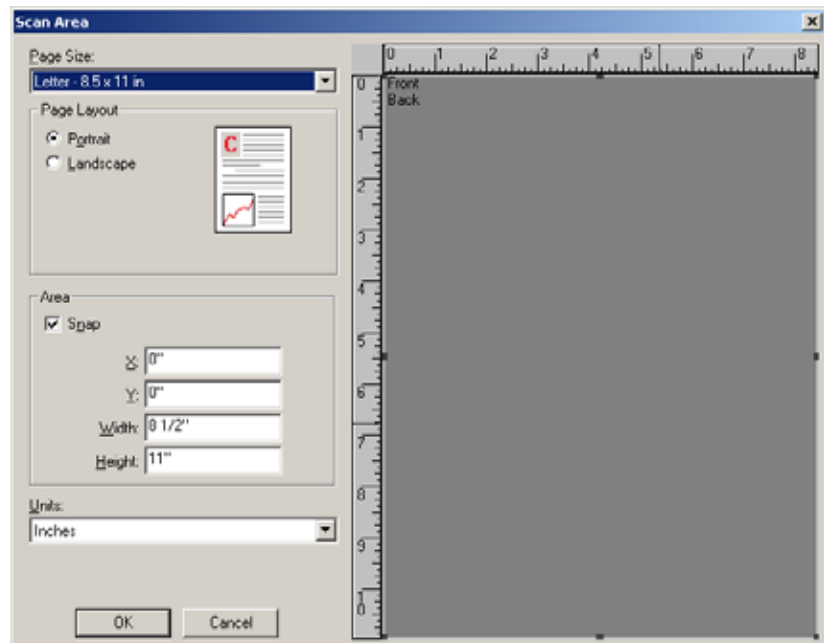 Scan Area
Page Size:
Letter - 8.5 x 11 in
Page Layout
Portrait
Landscape
C
Area
Snap
X: 0"
Y: 0"
Width: 8 1/2"
Height: 11"
Units:
Inches
OK Cancel
0 1 2 3 4 5 6 7 8
Front
Back
0
1
2
3
4
5
6
7
8
9
10